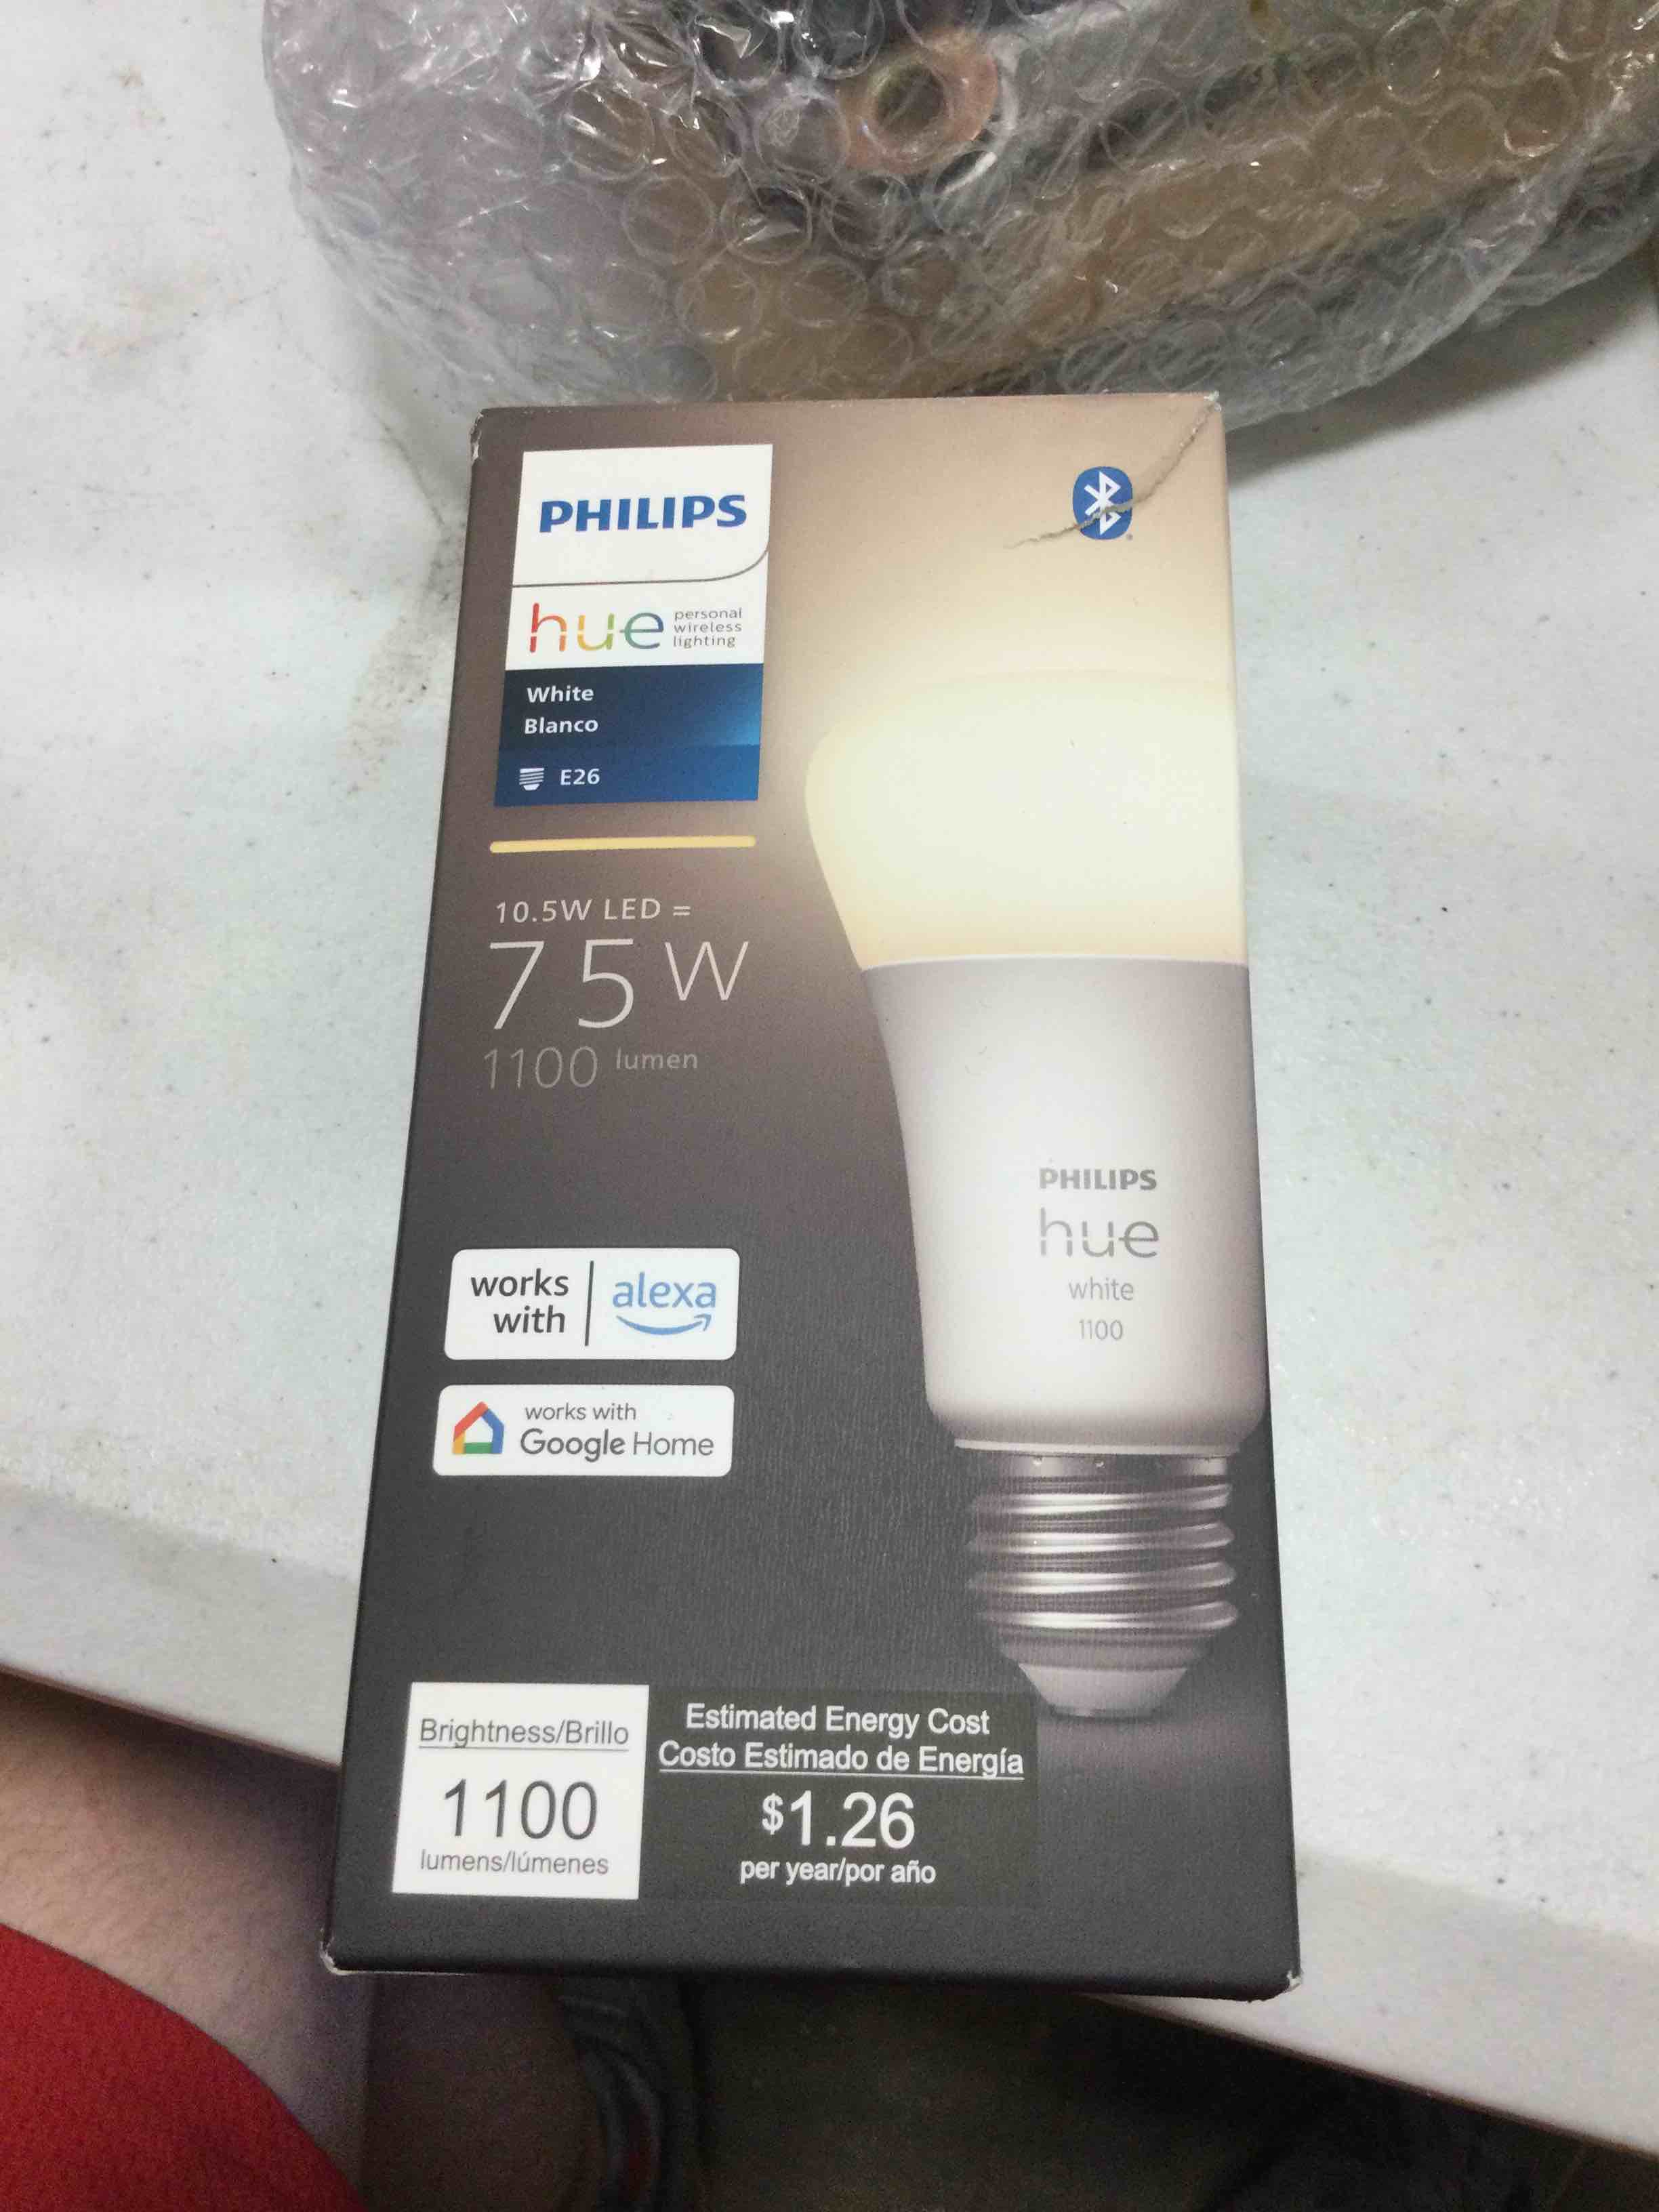 PHILIPS
hue personal
wireless
lighting
White
Blanco
E26
10.5W LED =
75 W
1100 lumen
works
with
alexa
works with
Google Home
PHILIPS
hue
white
1100
Brightness/Brillo
1100
lumens/lúmenes
Estimated Energy Cost
Costo Estimado de Energía
$1.26
per year/por año